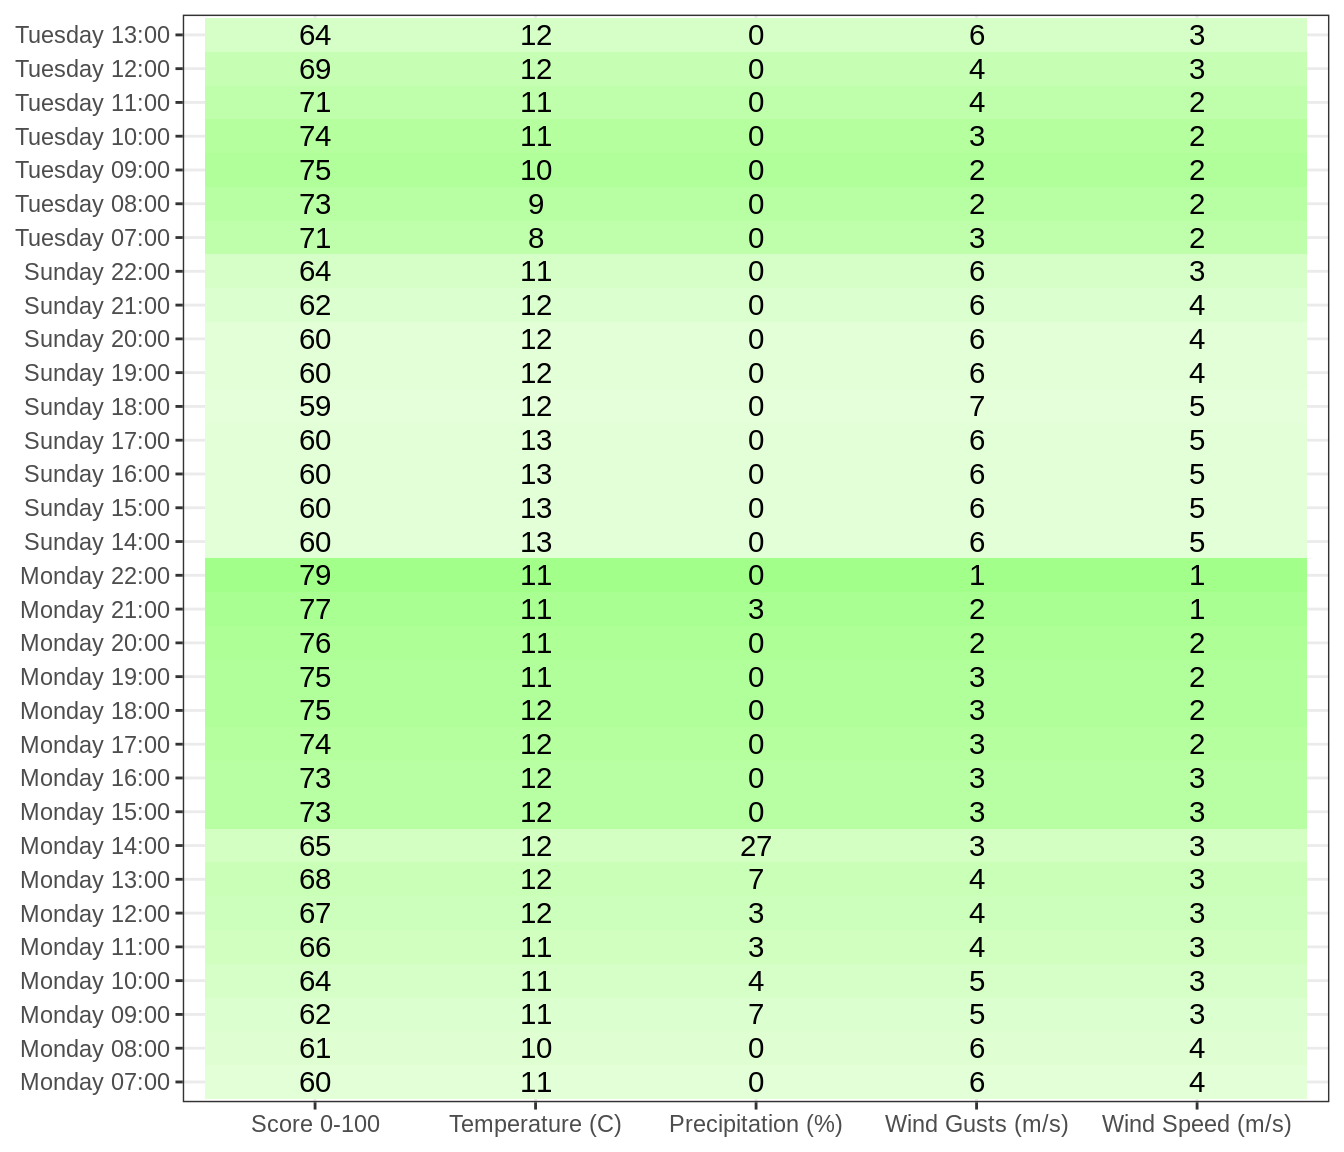 Tuesday 13:00 64 12 0 6 3
Tuesday 12:00 69 12 0 4 3
Tuesday 11:00 71 11 0 4 2
Tuesday 10:00 74 11 0 3 2
Tuesday 09:00 75 10 0 2 2
Tuesday 08:00 73 9 0 2 2
Tuesday 07:00 71 8 0 3 2
Sunday 22:00 64 11 0 6 3
Sunday 21:00 62 12 0 6 4
Sunday 20:00 60 12 0 6 4
Sunday 19:00 60 12 0 6 4
Sunday 18:00 59 12 0 7 5
Sunday 17:00 60 13 0 6 5
Sunday 16:00 60 13 0 6 5
Sunday 15:00 60 13 0 6 5
Sunday 14:00 60 13 0 6 5
Monday 22:00 79 11 0 1 1
Monday 21:00 77 11 3 2 1
Monday 20:00 76 11 0 2 2
Monday 19:00 75 11 0 3 2
Monday 18:00 75 12 0 3 2
Monday 17:00 74 12 0 3 2
Monday 16:00 73 12 0 3 3
Monday 15:00 73 12 0 3 3
Monday 14:00 65 12 27 3 3
Monday 13:00 68 12 7 4 3
Monday 12:00 67 12 3 4 3
Monday 11:00 66 11 3 4 3
Monday 10:00 64 11 4 5 3
Monday 09:00 62 11 7 5 3
Monday 08:00 61 10 0 6 4
Monday 07:00 60 11 0 6 4
Score 0-100 Temperature (C) Precipitation (%) Wind Gusts (m/s) Wind Speed (m/s)